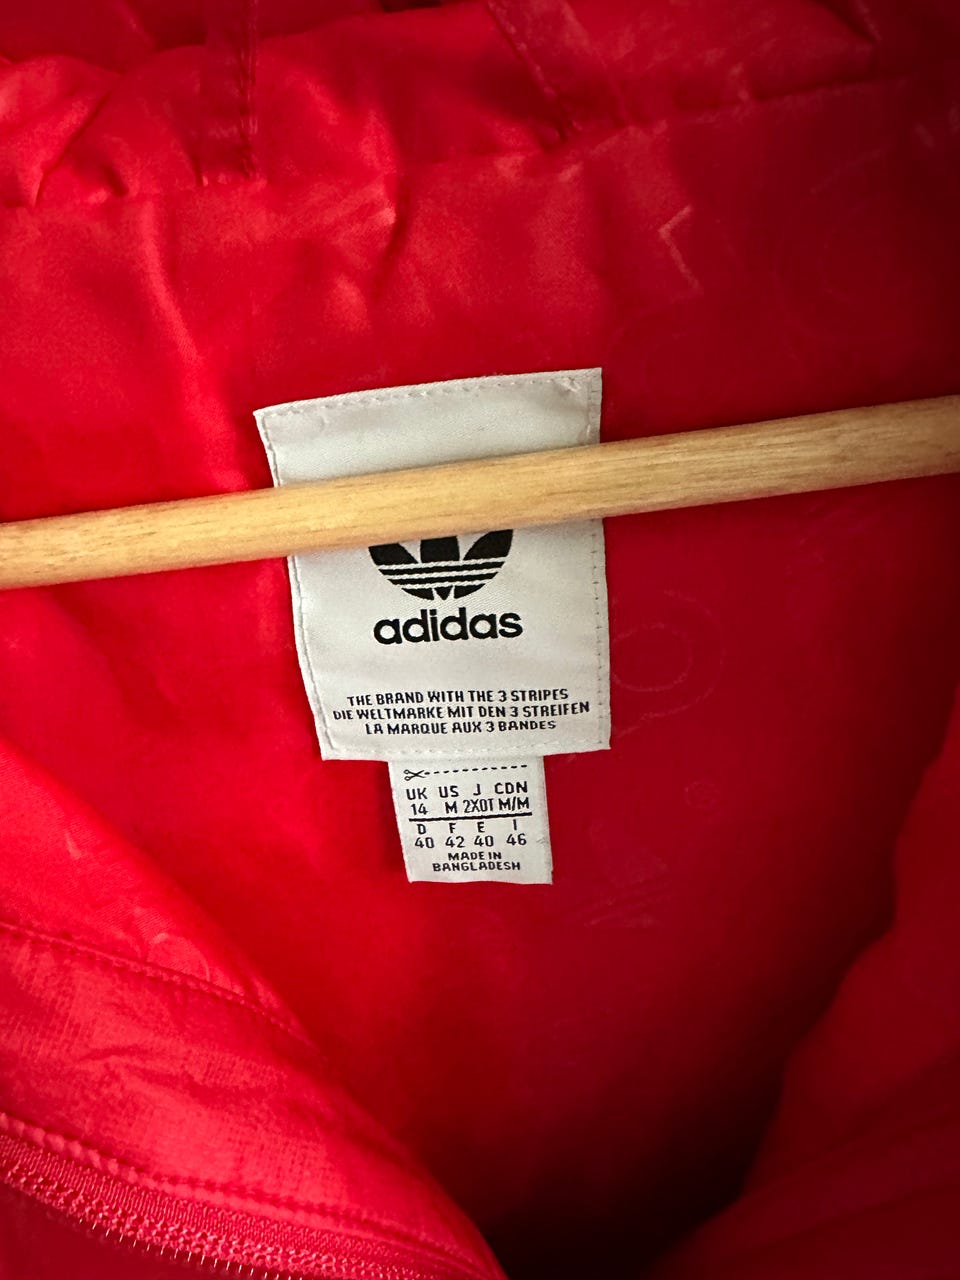 adidas
THE BRAND WITH THE 3 STRIPES
DIE WELTMARKE MIT DEN 3 STREIFEN
LA MARQUE AUX 3 BANDES
UK US J CDN
14 M 2XOT M/M
D F E I
40 42 40 46
MADE IN
BANGLADESH